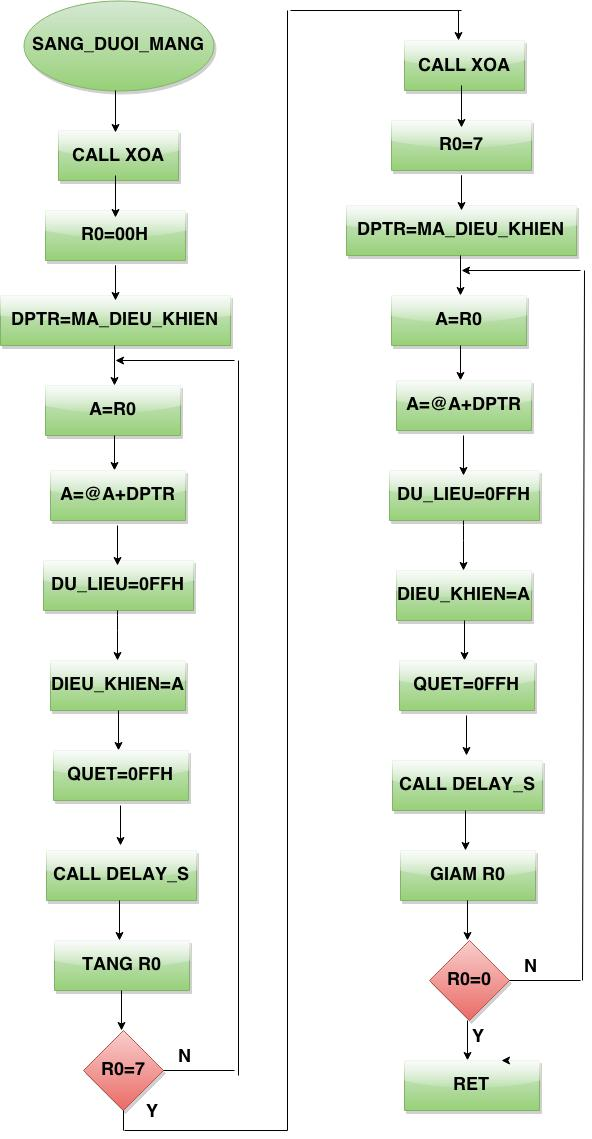 SANG_DUOI_MANG
CALL XOA
R0=00H
DPTR=MA_DIEU_KHIEN
A=R0
A=@A+DPTR
DU_LIEU=0FFH
DIEU_KHIEN=A
QUET=0FFH
CALL DELAY_S
TANG R0
R0=7
N
Y
CALL XOA
R0=7
DPTR=MA_DIEU_KHIEN
A=R0
A=@A+DPTR
DU_LIEU=0FFH
DIEU_KHIEN=A
QUET=0FFH
CALL DELAY_S
GIAM R0
R0=0
N
Y
RET